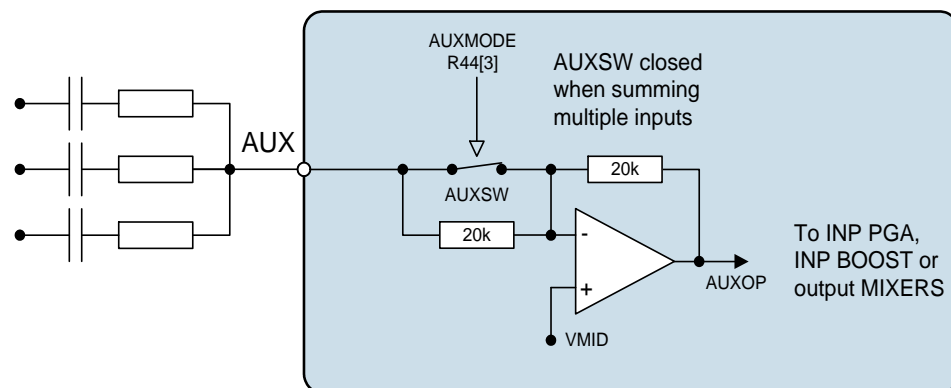 AUXMODE
R44[3]
AUXSW closed
when summing
multiple inputs
AUX
20k
AUXSW
20k
-
+
To INP PGA,
INP BOOST or
output MIXERS
AUXOP
VMID